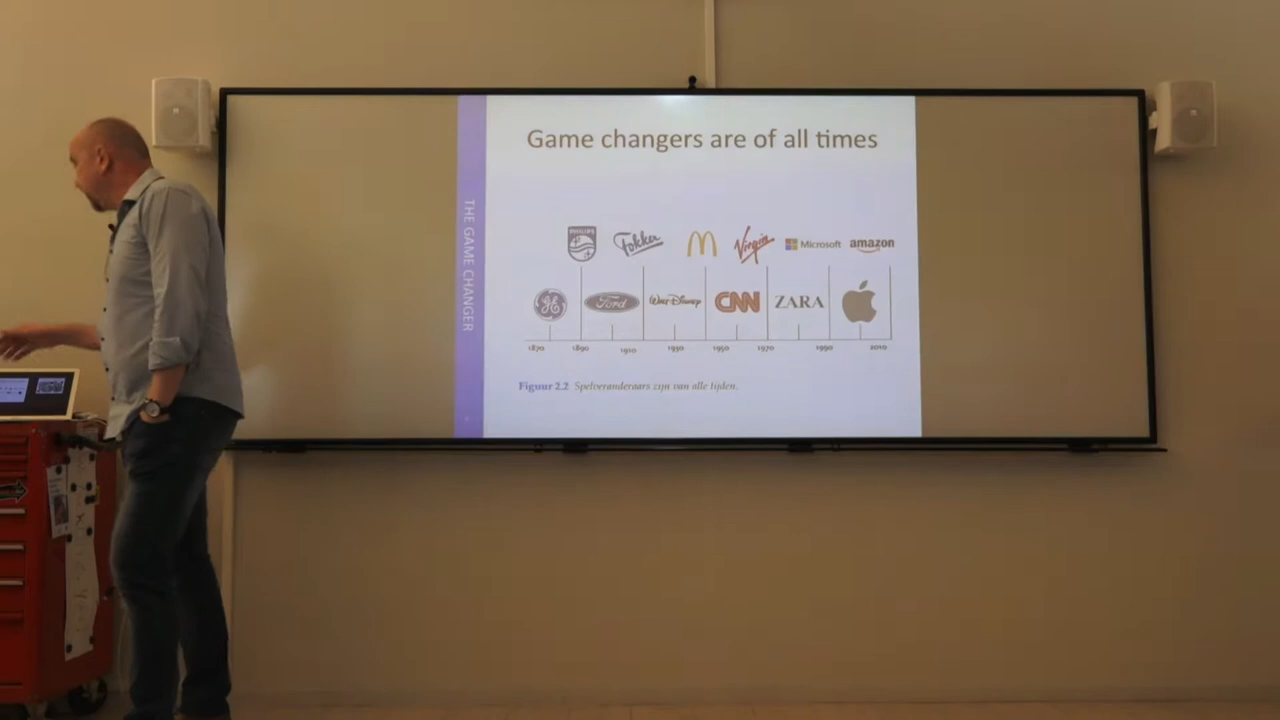 Game changers are of all times
THE GAME CHANGER
PHILIPS
Fokker
Virgin
Microsoft
amazon
GE
Ford
WALT DISNEY
CNN
ZARA
1870 1890 1910 1930 1950 1970 1990 2010
Figuur 2.2 Spelveranderaars zijn van alle tijden.